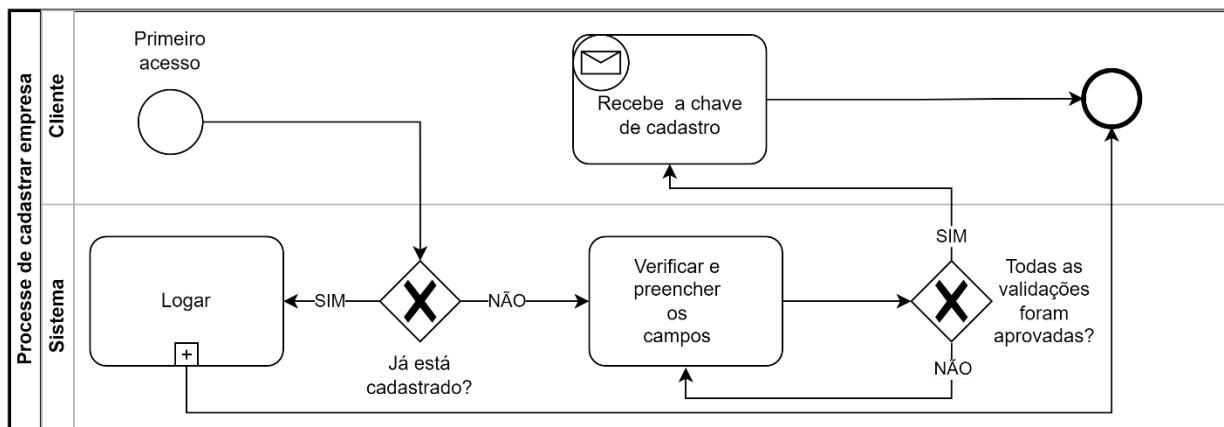 Processe de cadastrar empresa
Cliente
Primeiro
acesso
Recebe a chave
de cadastro
Sistema
Logar
SIM
Já está
cadastrado?
NÃO
Verificar e
preencher
os
campos
SIM
Todas as
validações
foram
aprovadas?
NÃO